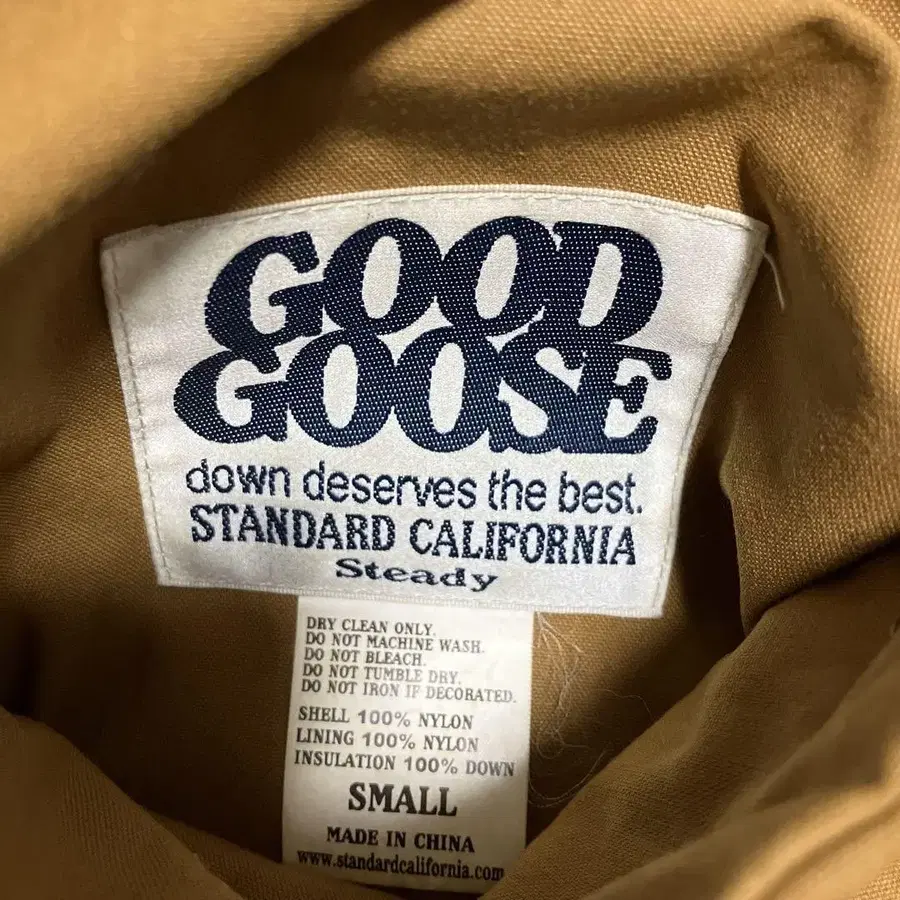 GOOD
GOOSE
down deserves the best.
STANDARD CALIFORNIA
Steady
DRY CLEAN ONLY.
DO NOT MACHINE WASH.
DO NOT BLEACH.
DO NOT TUMBLE DRY.
DO NOT IRON IF DECORATED.
SHELL 100% NYLON
LINING 100% NYLON
INSULATION 100% DOWN
SMALL
MADE IN CHINA
www.standardcalifornia.com